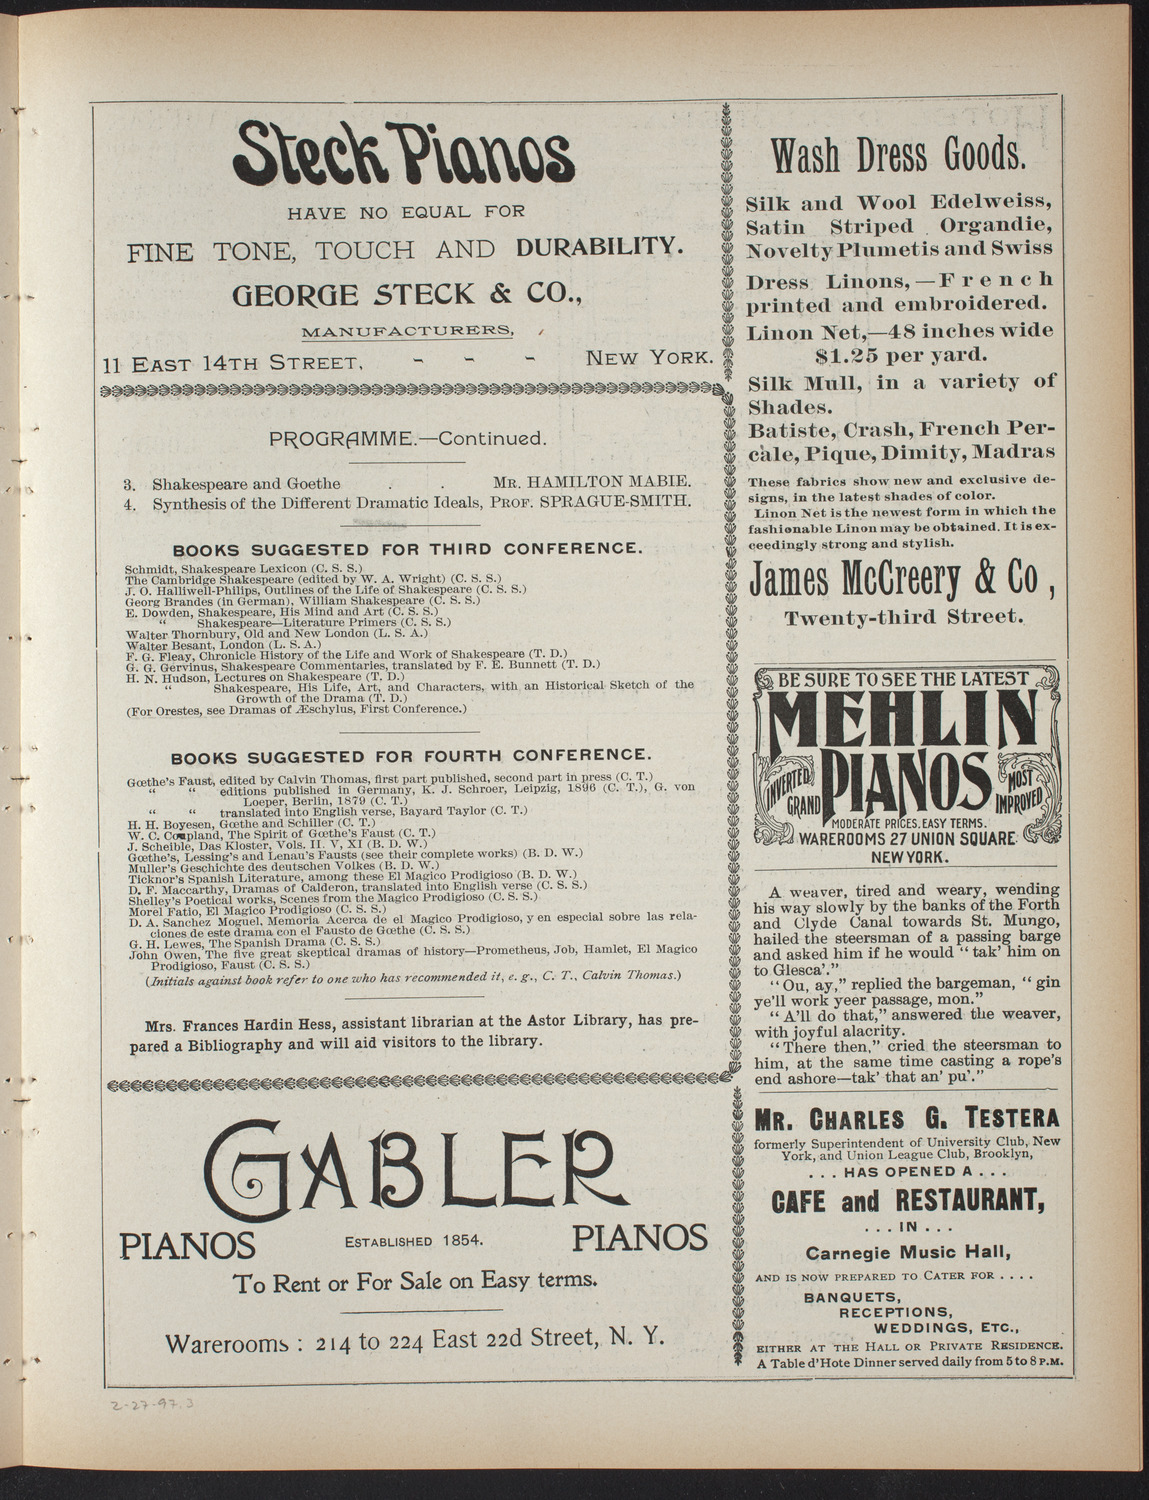 Steck Pianos
HAVE NO EQUAL FOR
FINE TONE, TOUCH AND DURABILITY.
GEORGE STECK & CO.,
MANUFACTURERS,
11 EAST 14TH STREET, - - - NEW YORK.
PROGRAMME.—Continued.
3. Shakespeare and Goethe . . MR. HAMILTON MABIE.
4. Synthesis of the Different Dramatic Ideals, PROF. SPRAGUE-SMITH.
BOOKS SUGGESTED FOR THIRD CONFERENCE.
Schmidt, Shakespeare Lexicon (C. S. S.)
The Cambridge Shakespeare (edited by W. A. Wright) (C. S. S.)
J. O. Halliwell-Philips, Outlines of the Life of Shakespeare (C. S. S.)
Georg Brandes (in German), William Shakespeare (C. S. S.)
E. Dowden, Shakespeare, His Mind and Art (C. S. S.)
" Shakespeare—Literature Primers (C. S. S.)
Walter Thornbury, Old and New London (L. S. A.)
Walter Besant, London (L. S. A.)
F. G. Fleay, Chronicle History of the Life and Work of Shakespeare (T. D.)
G. G. Gervinus, Shakespeare Commentaries, translated by F. E. Bunnett (T. D.)
H. N. Hudson, Lectures on Shakespeare (T. D.)
" Shakespeare, His Life, Art, and Characters, with an Historical Sketch of the
Growth of the Drama (T. D.)
(For Orestes, see Dramas of Æschylus, First Conference.)
BOOKS SUGGESTED FOR FOURTH CONFERENCE.
Gœthe's Faust, edited by Calvin Thomas, first part published, second part in press (C. T.)
" " editions published in Germany, K. J. Schroer, Leipzig, 1896 (C. T.), G. von
Loeper, Berlin, 1879 (C. T.)
" " translated into English verse, Bayard Taylor (C. T.)
H. H. Boyesen, Gœthe and Schiller (C. T.)
W. C. Coupland, The Spirit of Gœthe's Faust (C. T.)
J. Scheible, Das Kloster, Vols. II. V, XI (B. D. W.)
Gœthe's, Lessing's and Lenau's Fausts (see their complete works) (B. D. W.)
Muller's Geschichte des deutschen Volkes (B. D. W.)
Ticknor's Spanish Literature, among these El Magico Prodigioso (B. D. W.)
D. F. Maccarthy, Dramas of Calderon, translated into English verse (C. S. S.)
Shelley's Poetical works, Scenes from the Magico Prodigioso (C. S. S.)
Morel Fatio, El Magico Prodigioso (C. S. S.)
D. A. Sanchez Moguel, Memoria Acerca de el Magico Prodigioso, y en especial sobre las rela-
ciones de este drama con el Fausto de Gœthe (C. S. S.)
G. H. Lewes, The Spanish Drama (C. S. S.)
John Owen, The five great skeptical dramas of history—Prometheus, Job, Hamlet, El Magico
Prodigioso, Faust (C. S. S.)
(Initials against book refer to one who has recommended it, e. g., C. T., Calvin Thomas.)
Mrs. Frances Hardin Hess, assistant librarian at the Astor Library, has pre-
pared a Bibliography and will aid visitors to the library.
GABLER
PIANOS ESTABLISHED 1854. PIANOS
To Rent or For Sale on Easy terms.
Warerooms : 214 to 224 East 22d Street, N. Y.
2-27-97.3
Wash Dress Goods.
Silk and Wool Edelweiss,
Satin Striped Organdie,
Novelty Plumetis and Swiss
Dress Linons,—French
printed and embroidered.
Linon Net,—48 inches wide
$1.25 per yard.
Silk Mull, in a variety of
Shades.
Batiste, Crash, French Per-
cale, Pique, Dimity, Madras
These fabrics show new and exclusive de-
signs, in the latest shades of color.
Linon Net is the newest form in which the
fashionable Linon may be obtained. It is ex-
ceedingly strong and stylish.
James McCreery & Co ,
Twenty-third Street.
BE SURE TO SEE THE LATEST
MEHLIN
PIANOS
INVERTED
GRAND
MOST
IMPROVED
MODERATE PRICES. EASY TERMS.
WAREROOMS 27 UNION SQUARE
NEW YORK.
A weaver, tired and weary, wending
his way slowly by the banks of the Forth
and Clyde Canal towards St. Mungo,
hailed the steersman of a passing barge
and asked him if he would "tak' him on
to Glesca'."
"Ou, ay," replied the bargeman, "gin
ye'll work yeer passage, mon."
"A'll do that," answered the weaver,
with joyful alacrity.
"There then," cried the steersman to
him, at the same time casting a rope's
end ashore—tak' that an' pu'."
MR. CHARLES G. TESTERA
formerly Superintendent of University Club, New
York, and Union League Club, Brooklyn,
. . . HAS OPENED A . . .
CAFE and RESTAURANT,
. . . IN . . .
Carnegie Music Hall,
AND IS NOW PREPARED TO CATER FOR . . . .
BANQUETS,
RECEPTIONS,
WEDDINGS, ETC.,
EITHER AT THE HALL OR PRIVATE RESIDENCE.
A Table d'Hote Dinner served daily from 5 to 8 P.M.